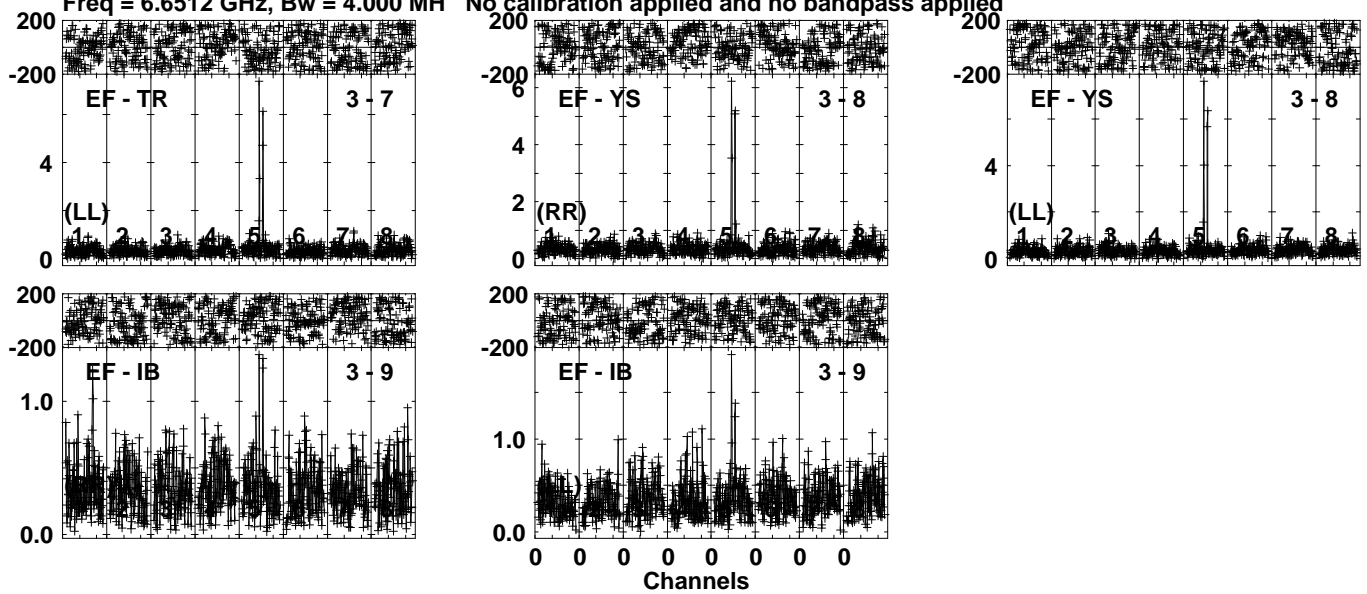 Freq = 6.6512 GHz, Bw = 4.000 MH No calibration applied and no bandpass applied
200 200 200
-200 -200 -200
6
EF - TR 3 - 7 EF - YS 3 - 8 EF - YS 3 - 8
4 4 4
2
(LL) (RR) (LL)
1 2 3 4 5 6 7 8 1 2 3 4 5 6 7 8 1 2 3 4 5 6 7 8
0 0 0
200 200
-200 -200
EF - IB 3 - 9 EF - IB 3 - 9
1.0 1.0
0.0 0.0
0 0 0 0 0 0 0 0
Channels